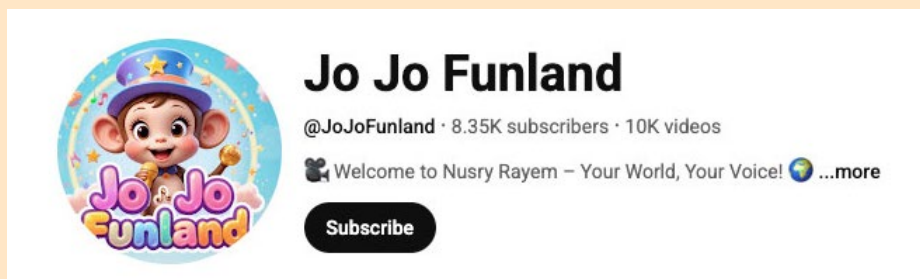 Jo Jo
Funland
Jo Jo Funland
@JoJoFunland · 8.35K subscribers · 10K videos
🎥 Welcome to Nusry Rayem – Your World, Your Voice! 🌍 ...more
Subscribe